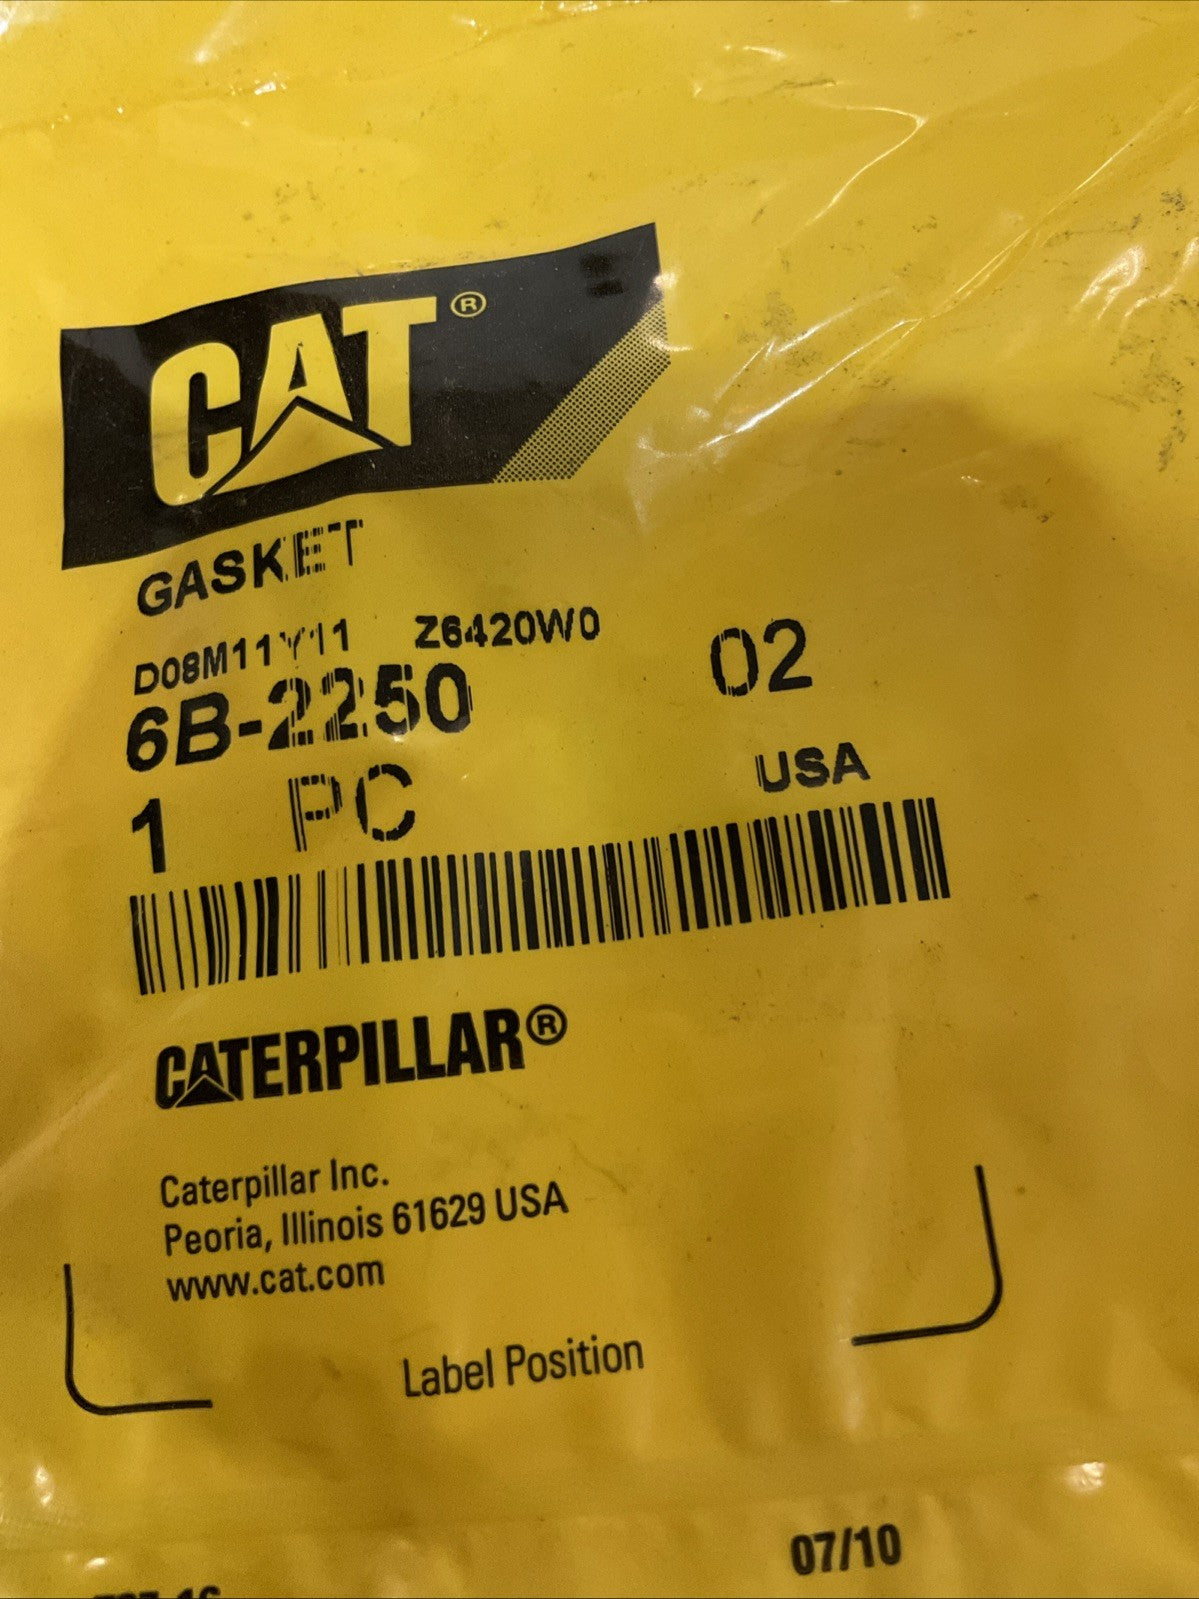 CAT®
GASKET
D08M11Y11 Z6420W0
6B-2250 02
1 PC USA
CATERPILLAR®
Caterpillar Inc.
Peoria, Illinois 61629 USA
www.cat.com
Label Position
07/10